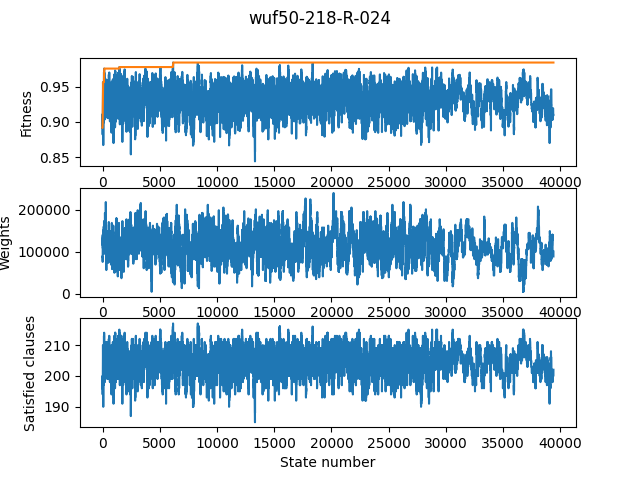 wuf50-218-R-024
0.95
0.90
0.85
Fitness
0 5000 10000 15000 20000 25000 30000 35000 40000
200000
100000
0
Weights
0 5000 10000 15000 20000 25000 30000 35000 40000
210
200
190
Satisfied clauses
0 5000 10000 15000 20000 25000 30000 35000 40000
State number